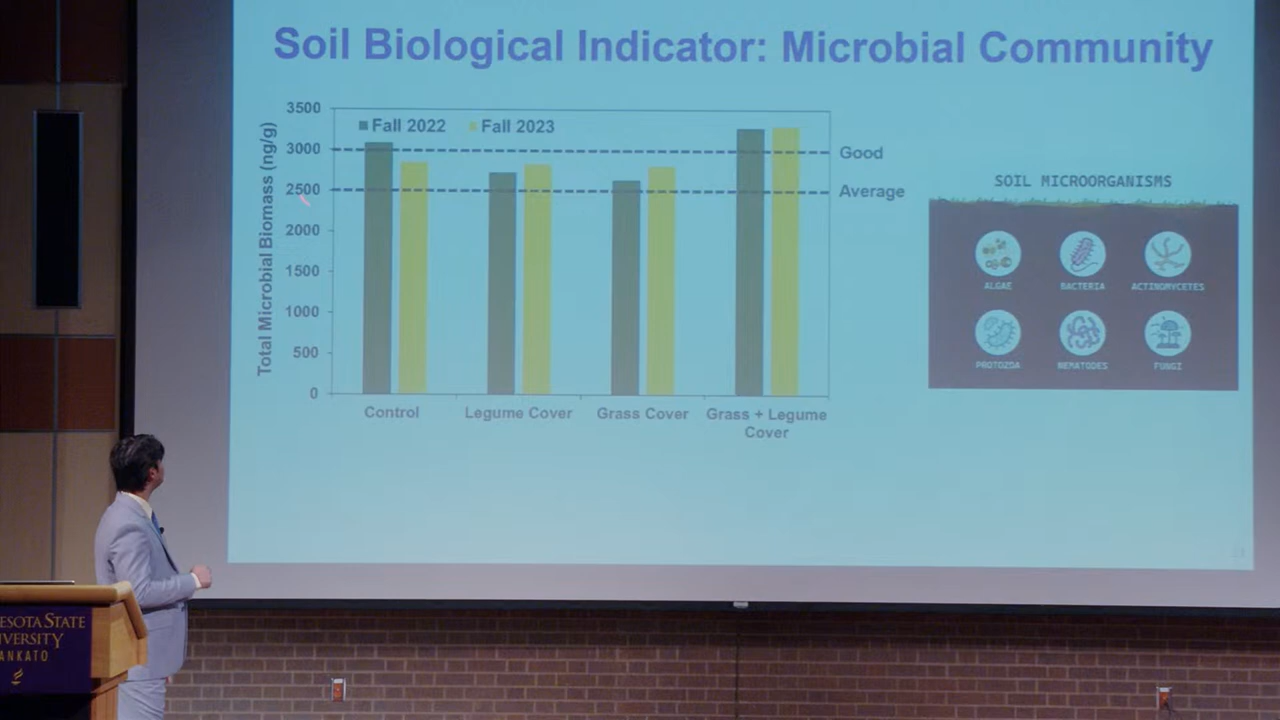 Soil Biological Indicator: Microbial Community
3500
3000
2500
2000
1500
1000
500
0
Total Microbial Biomass (ng/g)
Fall 2022 Fall 2023
Good
Average
Control Legume Cover Grass Cover Grass + Legume
Cover
SOIL MICROORGANISMS
ALGAE BACTERIA ACTINOMYCETES
PROTOZOA NEMATODES FUNGI
ESOTA STATE
IVERSITY
ANKATO